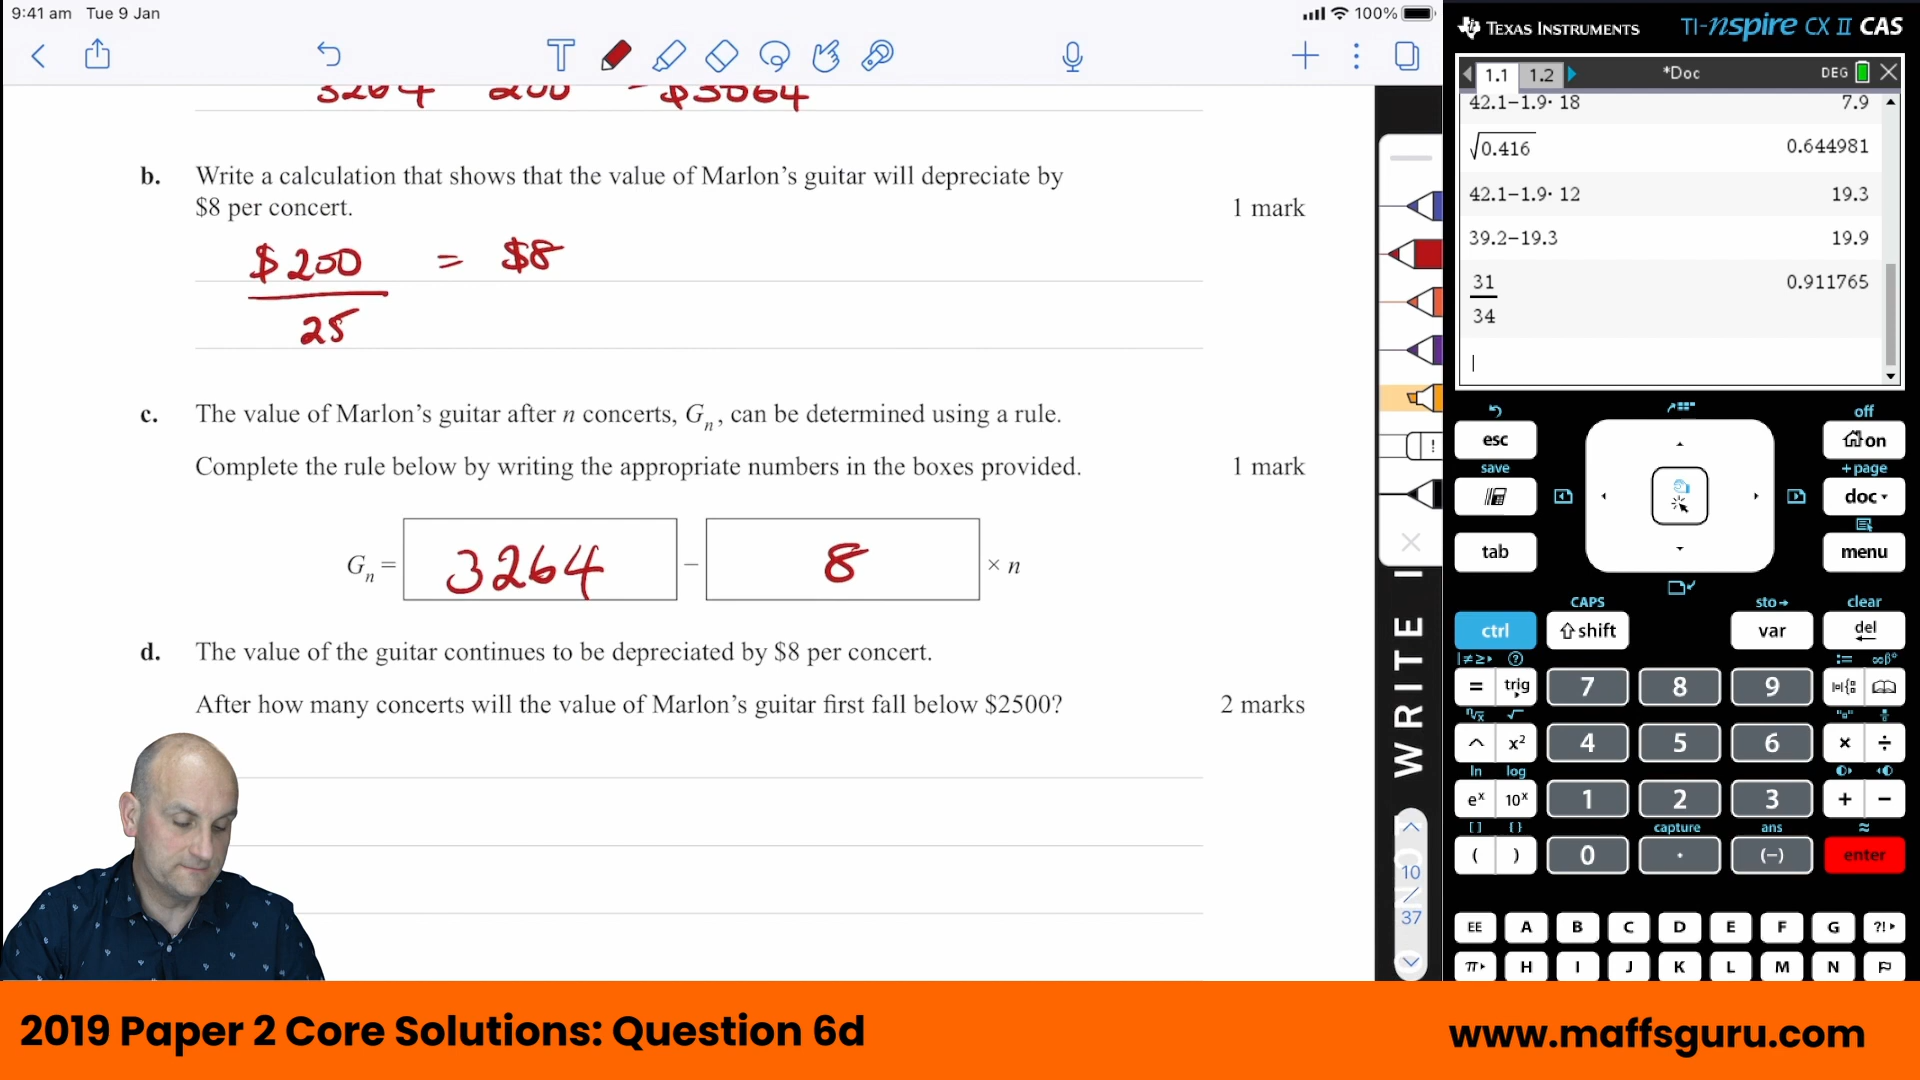 9:41 am Tue 9 Jan
100%
3264 200 - $3064
b. Write a calculation that shows that the value of Marlon's guitar will depreciate by
$8 per concert.
1 mark
$200 = $8
25
c. The value of Marlon's guitar after n concerts, Gn, can be determined using a rule.
Complete the rule below by writing the appropriate numbers in the boxes provided.
1 mark
Gn = 3264 − 8 × n
d. The value of the guitar continues to be depreciated by $8 per concert.
After how many concerts will the value of Marlon's guitar first fall below $2500?
2 marks
WRITE
10
/
37
TEXAS INSTRUMENTS TI-nspire CX II CAS
1.1 1.2 *Doc DEG
42.1−1.9· 18 7.9
√0.416 0.644981
42.1−1.9· 12 19.3
39.2−19.3 19.9
31
34
0.911765
off
esc on
save +page
doc
tab menu
CAPS sto→ clear
ctrl shift var del
= trig 7 8 9
^ x² 4 5 6 × ÷
ln log
eˣ 10ˣ 1 2 3 + −
[ ] { } capture ans ≈
( ) 0 . (−) enter
EE A B C D E F G ?!
π H I J K L M N
2019 Paper 2 Core Solutions: Question 6d
www.maffsguru.com